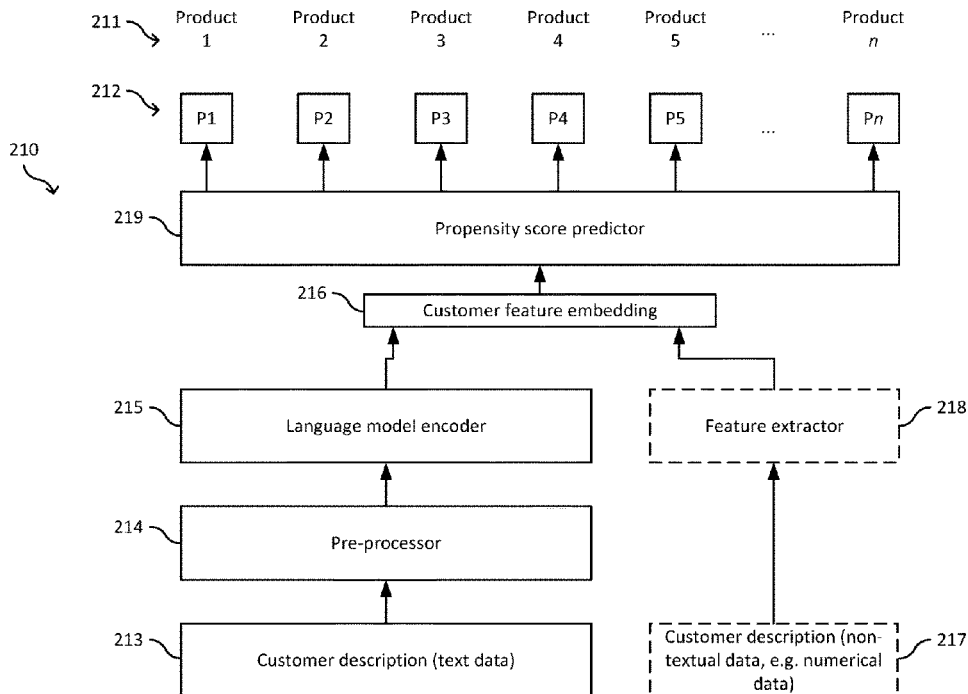 211
Product Product Product Product Product Product
1 2 3 4 5 ... n
212
P1 P2 P3 P4 P5 ... Pn
210
219
Propensity score predictor
216
Customer feature embedding
215
Language model encoder
Feature extractor
218
214
Pre-processor
213
Customer description (text data)
Customer description (non-
textual data, e.g. numerical
data)
217